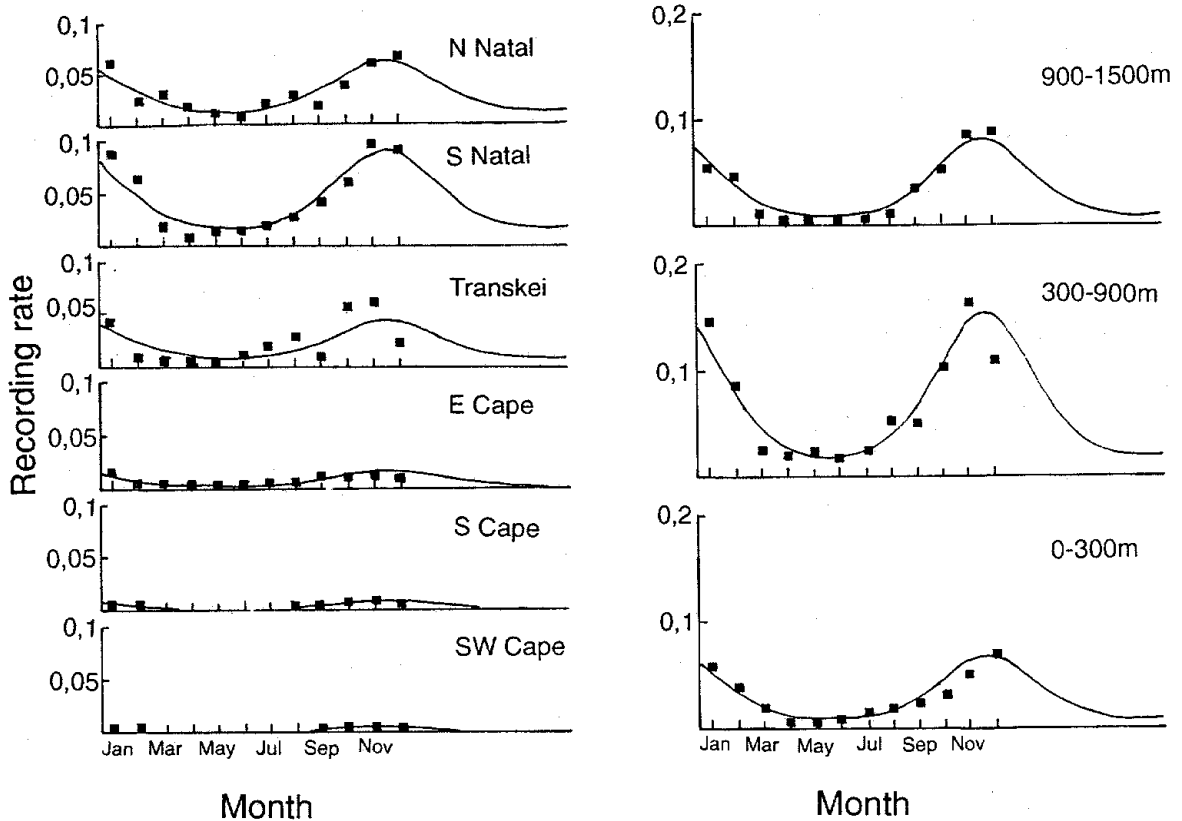 Recording rate
0,1
0,05
N Natal
0,1
0,05
S Natal
0,1
0,05
Transkei
0,1
0,05
E Cape
0,1
0,05
S Cape
0,1
0,05
SW Cape
Jan Mar May Jul Sep Nov
Month
0,2
0,1
900-1500m
0,2
0,1
300-900m
0,2
0,1
0-300m
Jan Mar May Jul Sep Nov
Month